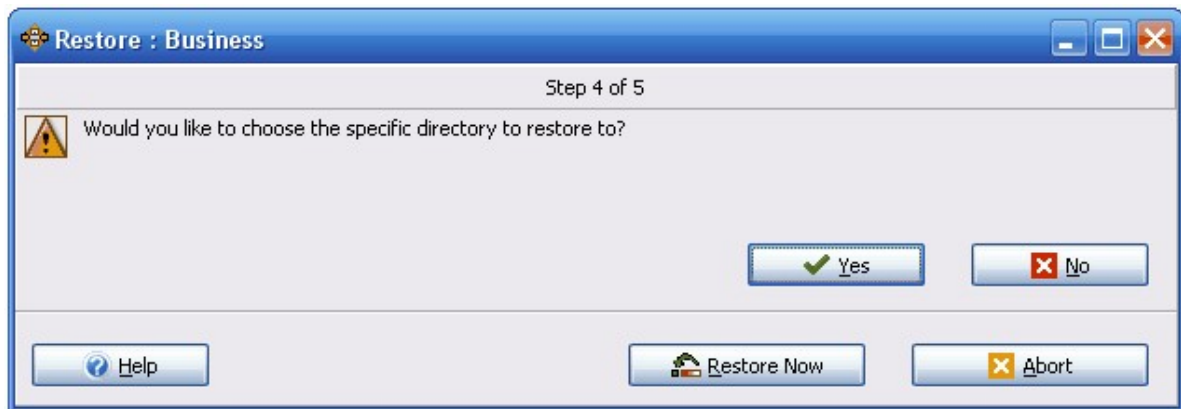 Restore : Business
Step 4 of 5
Would you like to choose the specific directory to restore to?
Yes
No
Help
Restore Now
Abort